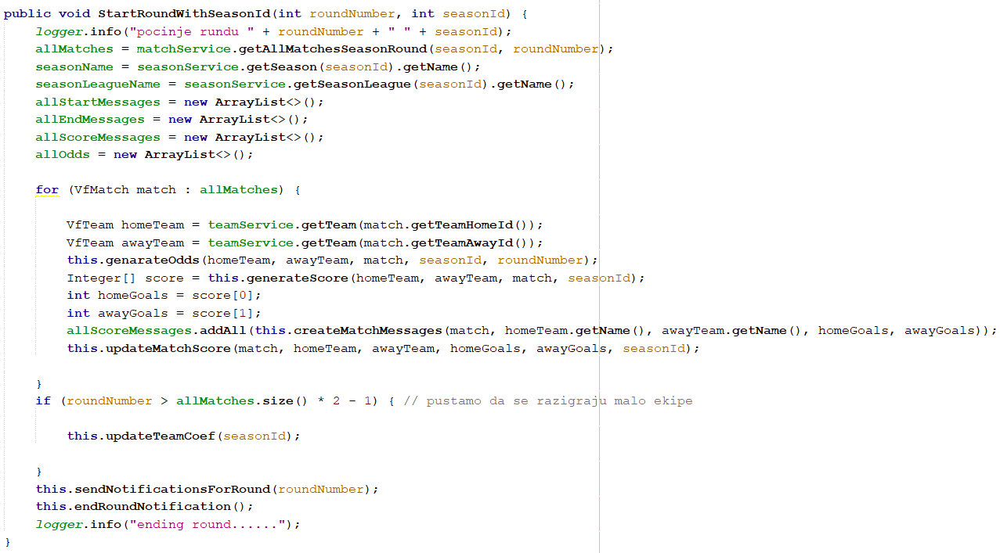 public void StartRoundWithSeasonId(int roundNumber, int seasonId) {
    logger.info("pocinje rundu " + roundNumber + " " + seasonId);
    allMatches = matchService.getAllMatchesSeasonRound(seasonId, roundNumber);
    seasonName = seasonService.getSeason(seasonId).getName();
    seasonLeagueName = seasonService.getSeasonLeague(seasonId).getName();
    allStartMessages = new ArrayList<>();
    allEndMessages = new ArrayList<>();
    allScoreMessages = new ArrayList<>();
    allOdds = new ArrayList<>();

    for (VfMatch match : allMatches) {

        VfTeam homeTeam = teamService.getTeam(match.getTeamHomeId());
        VfTeam awayTeam = teamService.getTeam(match.getTeamAwayId());
        this.genarateOdds(homeTeam, awayTeam, match, seasonId, roundNumber);
        Integer[] score = this.generateScore(homeTeam, awayTeam, match, seasonId);
        int homeGoals = score[0];
        int awayGoals = score[1];
        allScoreMessages.addAll(this.createMatchMessages(match, homeTeam.getName(), awayTeam.getName(), homeGoals, awayGoals));
        this.updateMatchScore(match, homeTeam, awayTeam, homeGoals, awayGoals, seasonId);

    }
    if (roundNumber > allMatches.size() * 2 - 1) { // pustamo da se razigraju malo ekipe

        this.updateTeamCoef(seasonId);

    }
    this.sendNotificationsForRound(roundNumber);
    this.endRoundNotification();
    logger.info("ending round......");
}